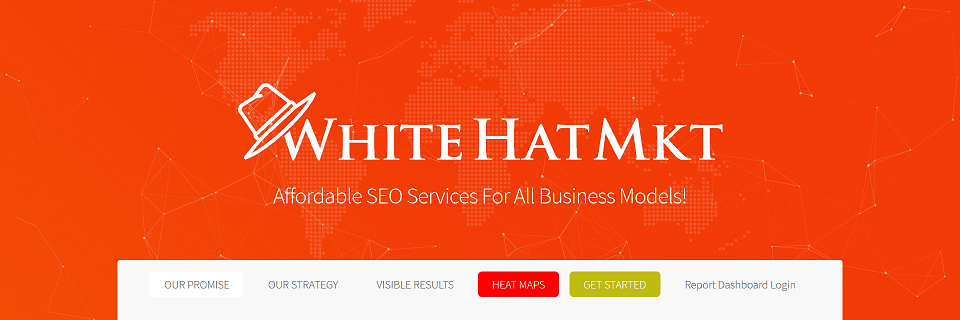 WHITE HATMKT
Affordable SEO Services For All Business Models!
OUR PROMISE OUR STRATEGY VISIBLE RESULTS HEAT MAPS GET STARTED Report Dashboard Login